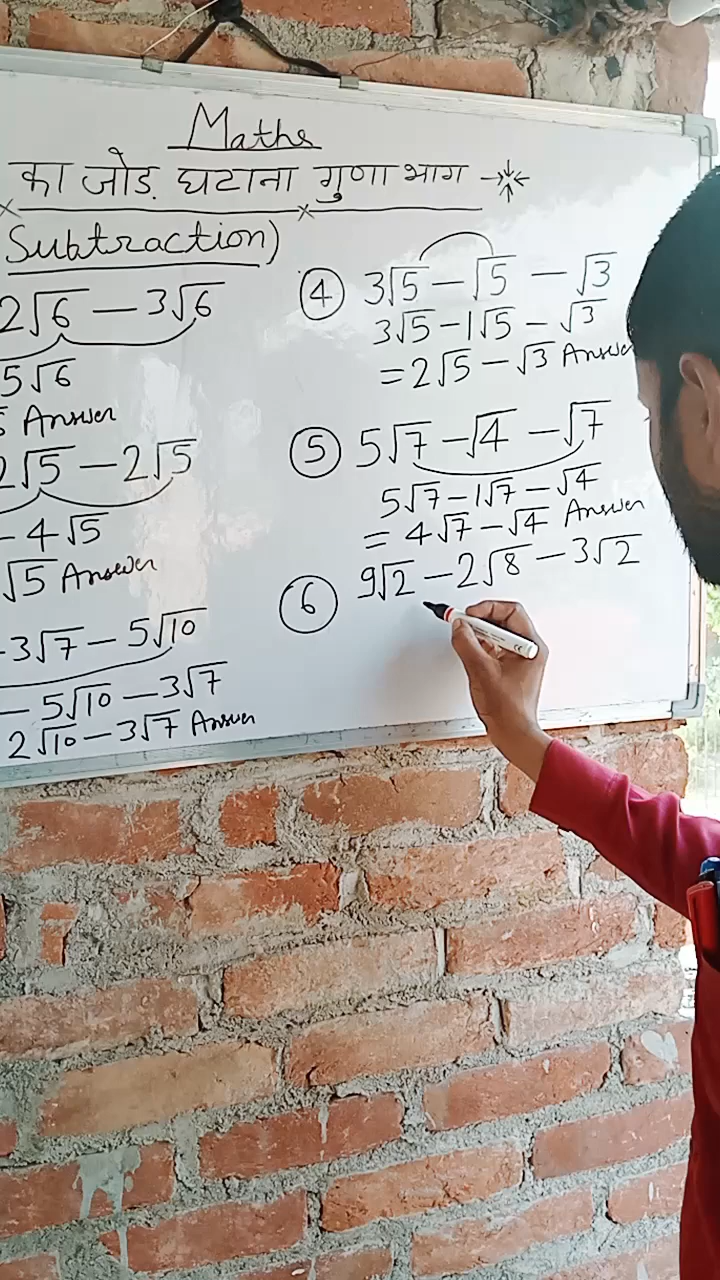 Maths
का जोड़ घटाना गुणा भाग
Subtraction)
2√6 - 3√6
5√6
Answer
2√5 - 2√5
- 4√5
√5 Answer
- 3√7 - 5√10
- 5√10 - 3√7
2√10 - 3√7 Answer
④ 3√5 - √5 - √3
3√5 - 1√5 - √3
= 2√5 - √3 Answer
⑤ 5√7 - √4 - √7
5√7 - 1√7 - √4
= 4√7 - √4 Answer
⑥ 9√2 - 2√8 - 3√2